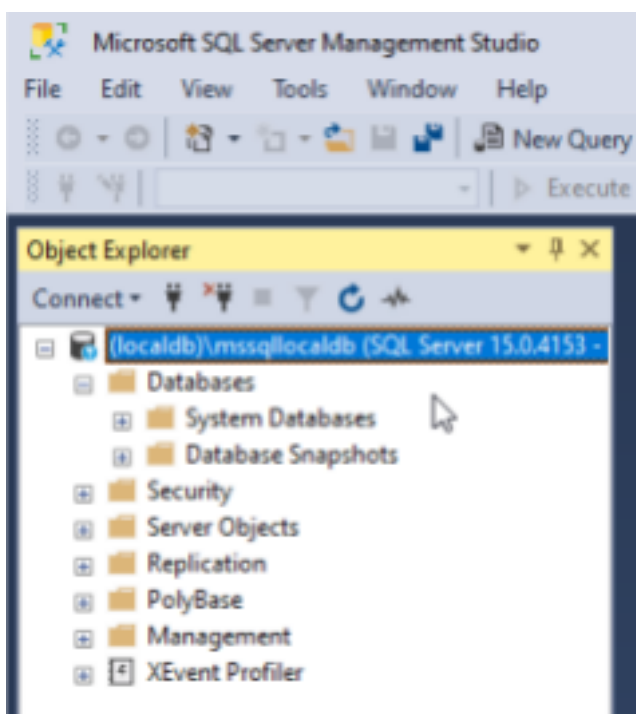 Microsoft SQL Server Management Studio
File Edit View Tools Window Help
New Query
Execute
Object Explorer
Connect
(localdb)\mssqllocaldb (SQL Server 15.0.4153 -
Databases
System Databases
Database Snapshots
Security
Server Objects
Replication
PolyBase
Management
XEvent Profiler